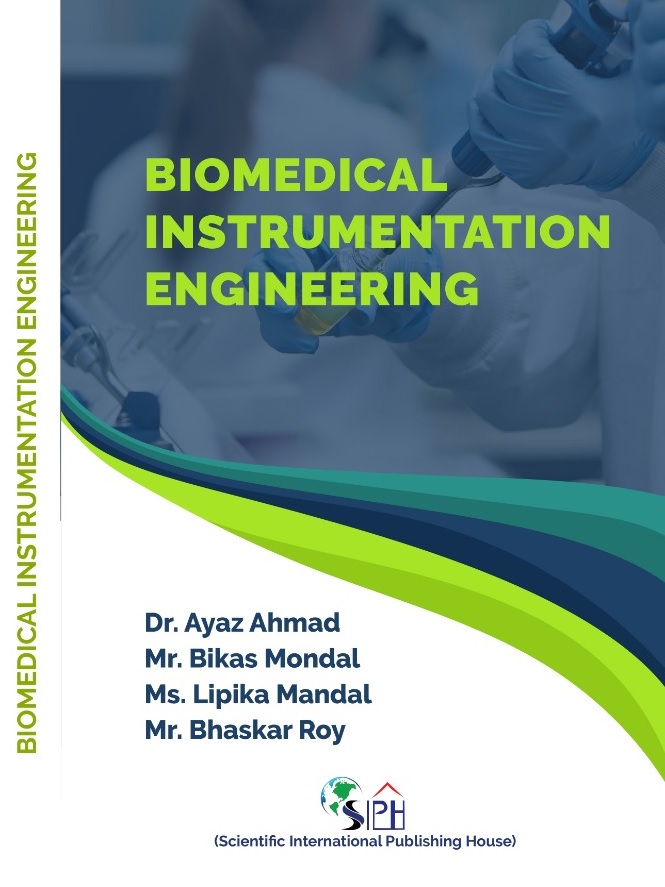 BIOMEDICAL INSTRUMENTATION ENGINEERING
BIOMEDICAL
INSTRUMENTATION
ENGINEERING
Dr. Ayaz Ahmad
Mr. Bikas Mondal
Ms. Lipika Mandal
Mr. Bhaskar Roy
SIPH
(Scientific International Publishing House)